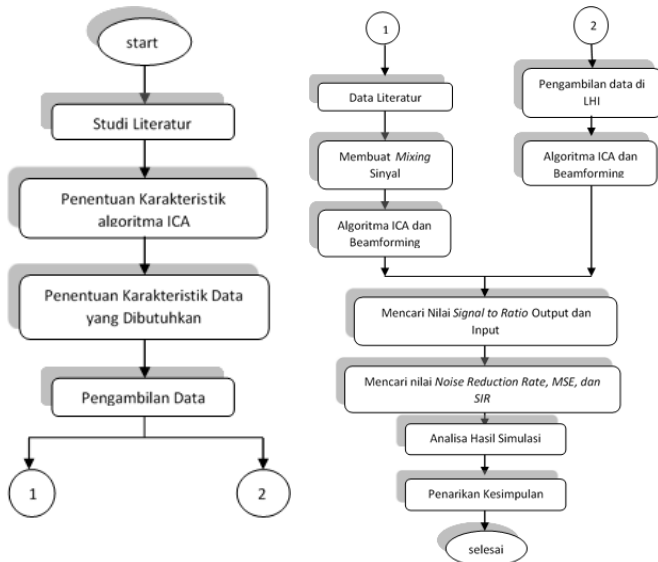 start
Studi Literatur
Penentuan Karakteristik
algoritma ICA
Penentuan Karakteristik Data
yang Dibutuhkan
Pengambilan Data
1
2
1
Data Literatur
Membuat Mixing
Sinyal
Algoritma ICA dan
Beamforming
2
Pengambilan data di
LHI
Algoritma ICA dan
Beamforming
Mencari Nilai Signal to Ratio Output dan
Input
Mencari nilai Noise Reduction Rate, MSE, dan
SIR
Analisa Hasil Simulasi
Penarikan Kesimpulan
selesai